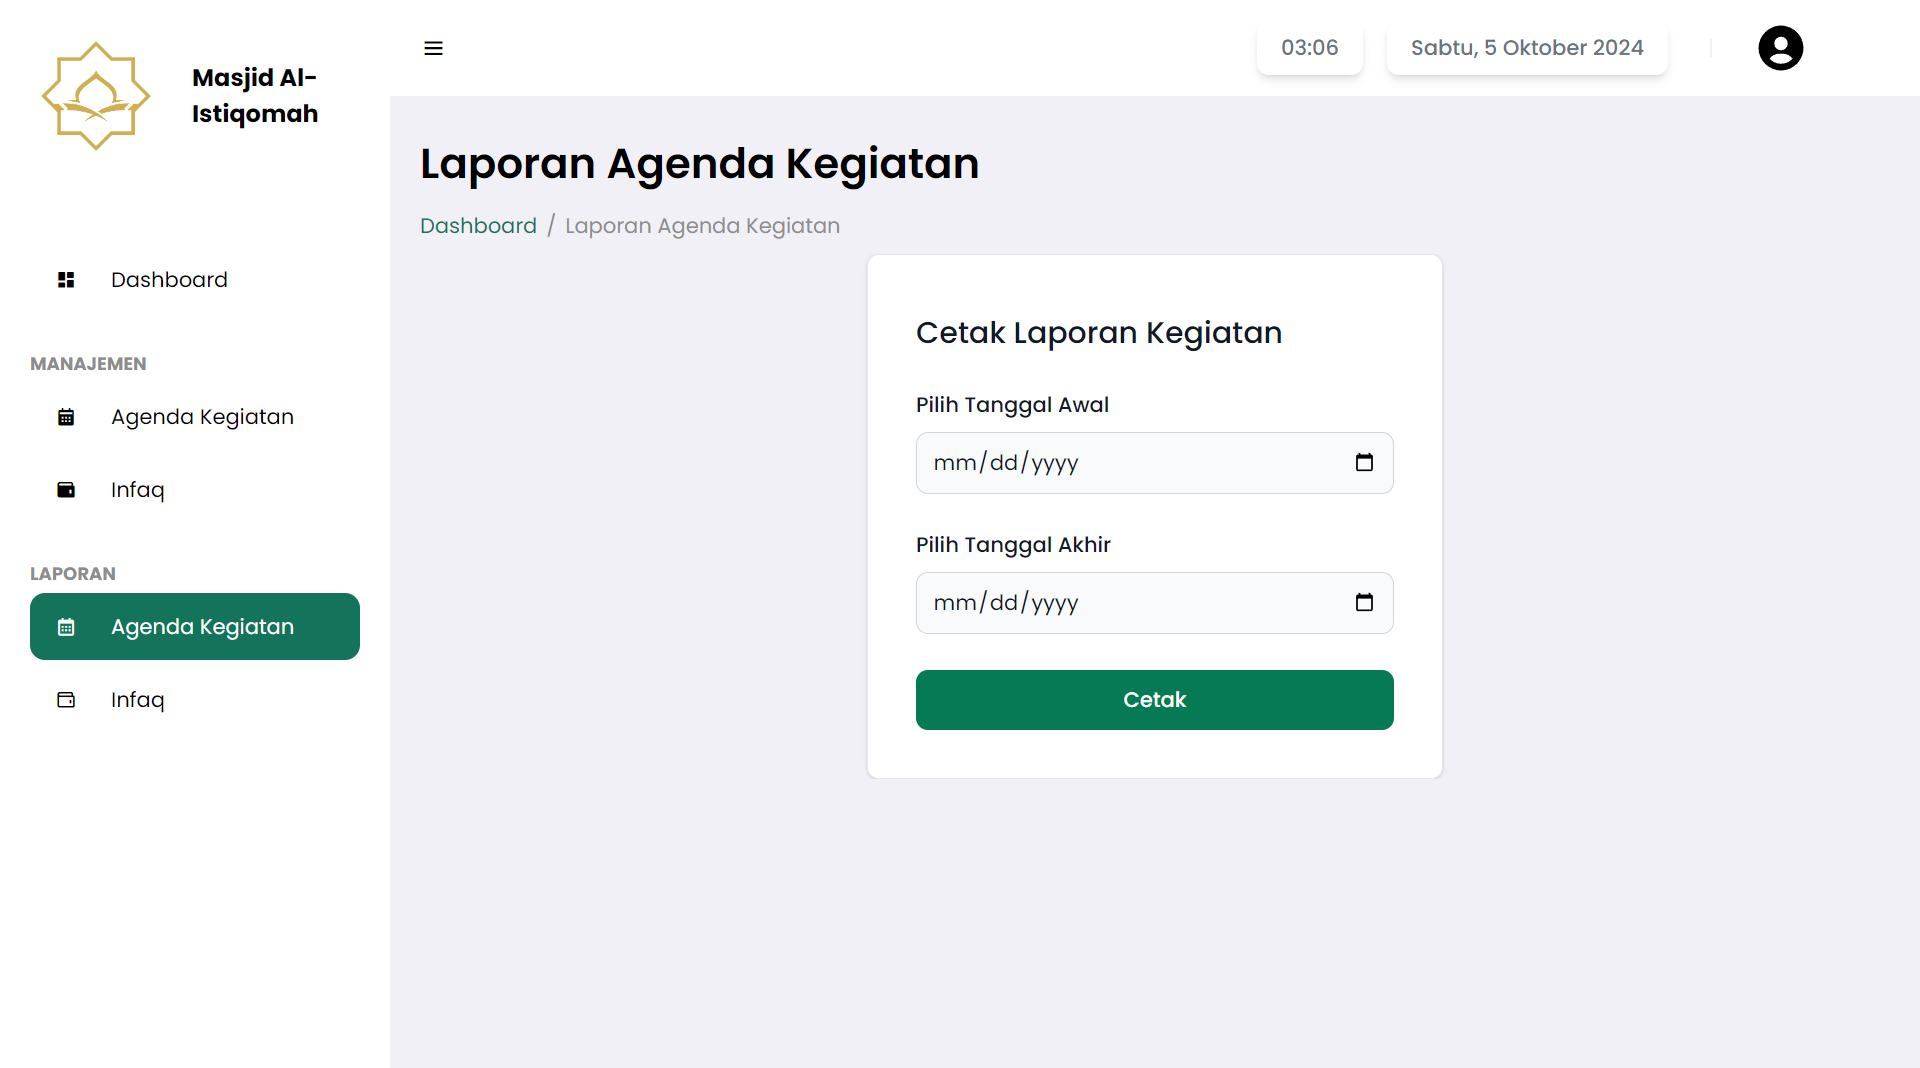 Masjid Al-
Istiqomah
03:06
Sabtu, 5 Oktober 2024
Laporan Agenda Kegiatan
Dashboard / Laporan Agenda Kegiatan
Dashboard
MANAJEMEN
Agenda Kegiatan
Infaq
LAPORAN
Agenda Kegiatan
Infaq
Cetak Laporan Kegiatan
Pilih Tanggal Awal
mm/dd/yyyy
Pilih Tanggal Akhir
mm/dd/yyyy
Cetak